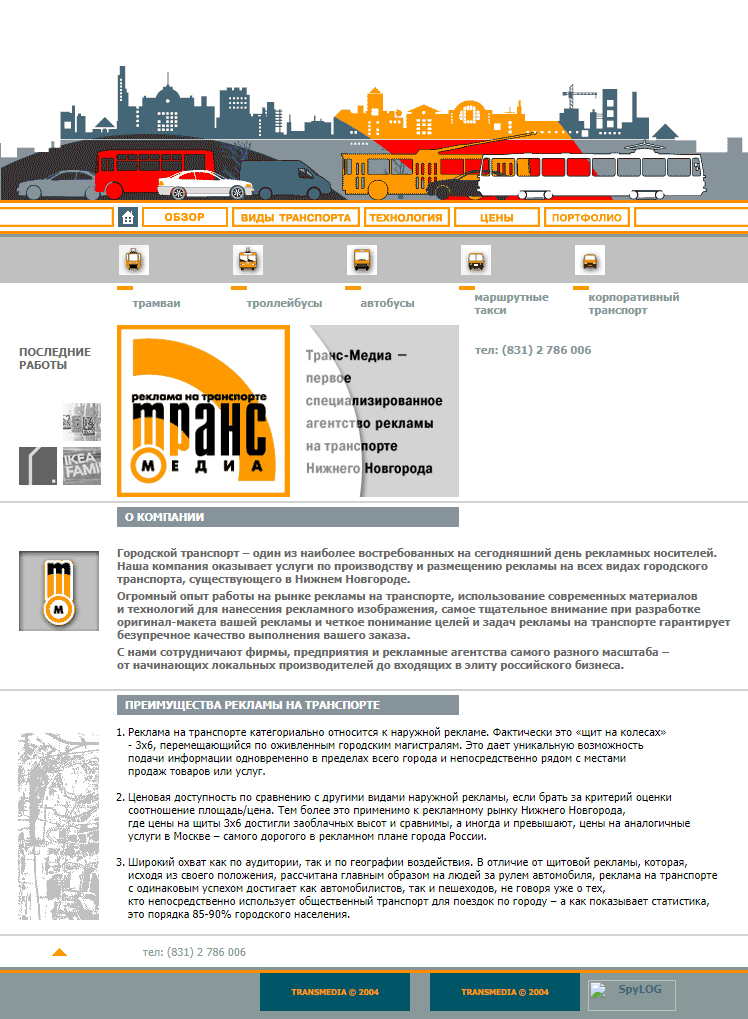 ОБЗОР
ВИДЫ ТРАНСПОРТА
ТЕХНОЛОГИЯ
ЦЕНЫ
ПОРТФОЛИО
трамваи
троллейбусы
автобусы
маршрутные
такси
корпоративный
транспорт
ПОСЛЕДНИЕ
РАБОТЫ
IKEA
FAMI
реклама на транспорте
транс
М ЕДИА
Транс-Медиа –
первое
специализированное
агентство рекламы
на транспорте
Нижнего Новгорода
тел: (831) 2 786 006
О КОМПАНИИ
т
м
Городской транспорт – один из наиболее востребованных на сегодняшний день рекламных носителей.
Наша компания оказывает услуги по производству и размещению рекламы на всех видах городского
транспорта, существующего в Нижнем Новгороде.
Огромный опыт работы на рынке рекламы на транспорте, использование современных материалов
и технологий для нанесения рекламного изображения, самое тщательное внимание при разработке
оригинал-макета вашей рекламы и четкое понимание целей и задач рекламы на транспорте гарантирует
безупречное качество выполнения вашего заказа.
С нами сотрудничают фирмы, предприятия и рекламные агентства самого разного масштаба –
от начинающих локальных производителей до входящих в элиту российского бизнеса.
ПРЕИМУЩЕСТВА РЕКЛАМЫ НА ТРАНСПОРТЕ
1. Реклама на транспорте категориально относится к наружной рекламе. Фактически это «щит на колесах»
- 3х6, перемещающийся по оживленным городским магистралям. Это дает уникальную возможность
подачи информации одновременно в пределах всего города и непосредственно рядом с местами
продаж товаров или услуг.
2. Ценовая доступность по сравнению с другими видами наружной рекламы, если брать за критерий оценки
соотношение площадь/цена. Тем более это применимо к рекламному рынку Нижнего Новгорода,
где цены на щиты 3х6 достигли заоблачных высот и сравнимы, а иногда и превышают, цены на аналогичные
услуги в Москве – самого дорогого в рекламном плане города России.
3. Широкий охват как по аудитории, так и по географии воздействия. В отличие от щитовой рекламы, которая,
исходя из своего положения, рассчитана главным образом на людей за рулем автомобиля, реклама на транспорте
с одинаковым успехом достигает как автомобилистов, так и пешеходов, не говоря уже о тех,
кто непосредственно использует общественный транспорт для поездок по городу – а как показывает статистика,
это порядка 85-90% городского населения.
тел: (831) 2 786 006
TRANSMEDIA © 2004
TRANSMEDIA © 2004
SpyLOG